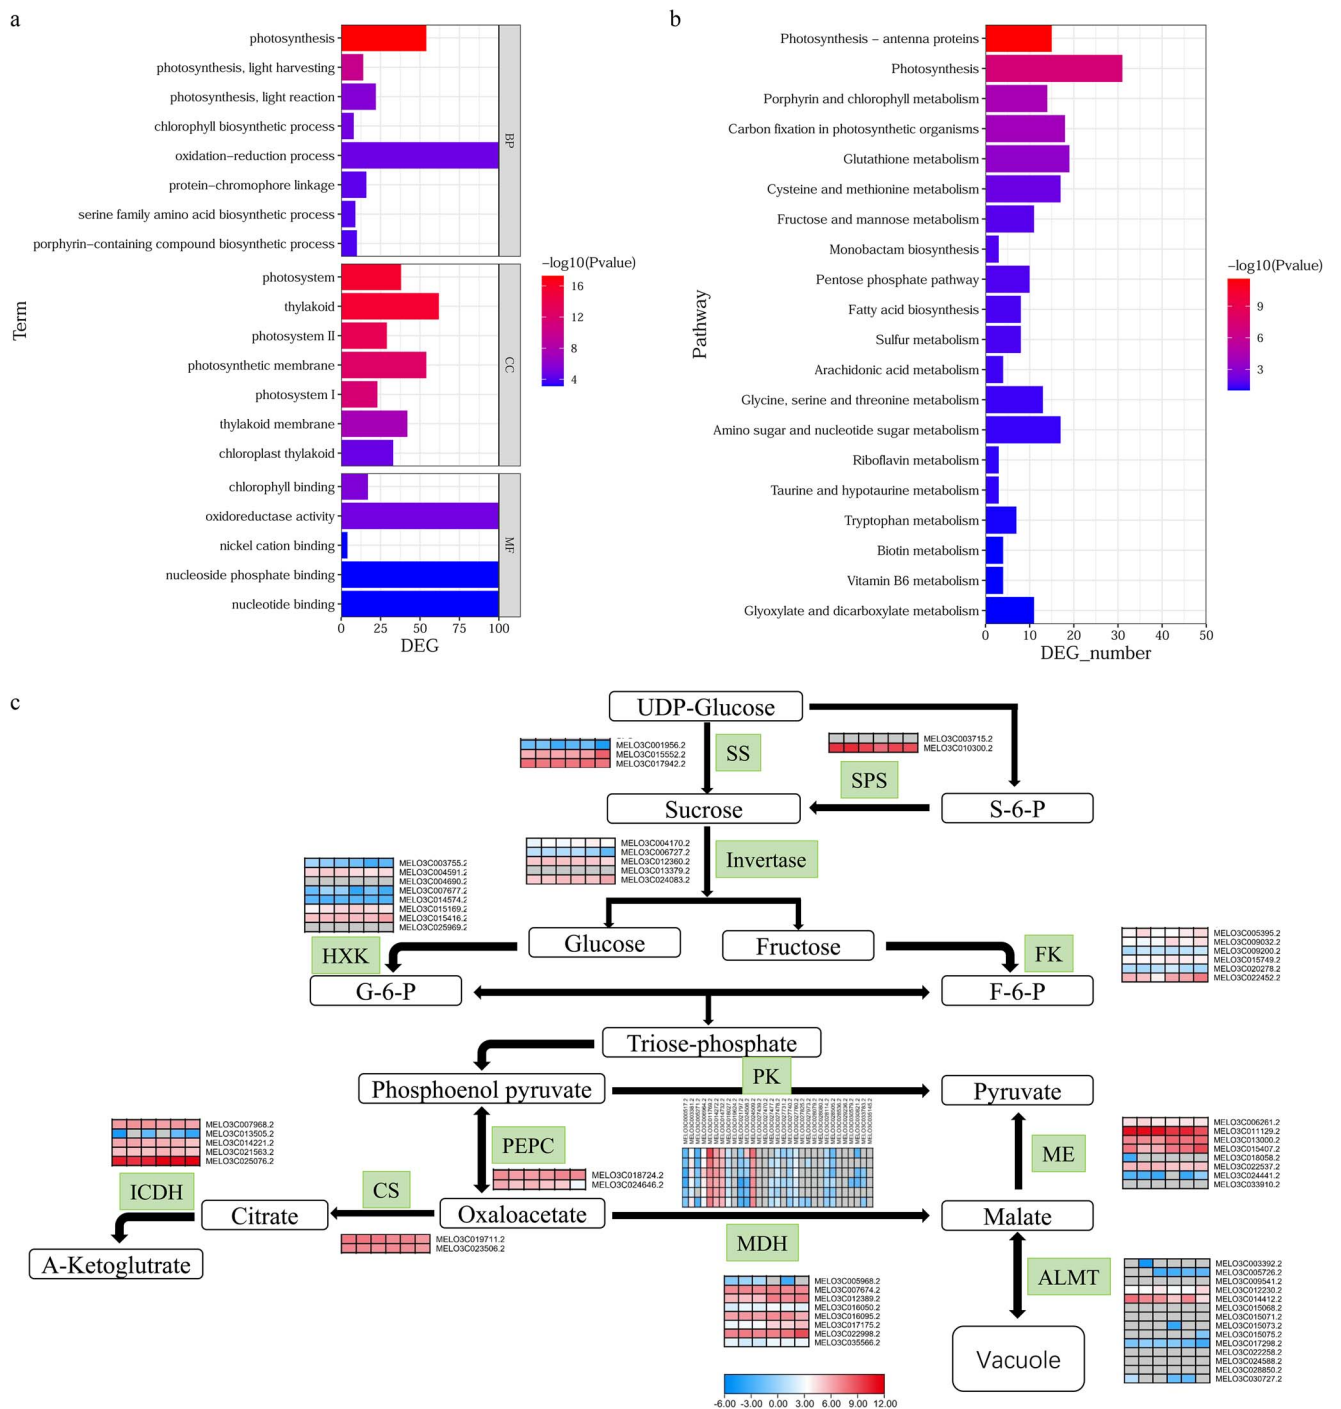 a
photosynthesis
photosynthesis, light harvesting
photosynthesis, light reaction
chlorophyll biosynthetic process
oxidation−reduction process
protein−chromophore linkage
serine family amino acid biosynthetic process
porphyrin−containing compound biosynthetic process
BP
photosystem
thylakoid
photosystem II
photosynthetic membrane
photosystem I
thylakoid membrane
chloroplast thylakoid
CC
chlorophyll binding
oxidoreductase activity
nickel cation binding
nucleoside phosphate binding
nucleotide binding
MF
Term
0 25 50 75 100
DEG
−log10(Pvalue)
16
12
8
4
b
Photosynthesis − antenna proteins
Photosynthesis
Porphyrin and chlorophyll metabolism
Carbon fixation in photosynthetic organisms
Glutathione metabolism
Cysteine and methionine metabolism
Fructose and mannose metabolism
Monobactam biosynthesis
Pentose phosphate pathway
Fatty acid biosynthesis
Sulfur metabolism
Arachidonic acid metabolism
Glycine, serine and threonine metabolism
Amino sugar and nucleotide sugar metabolism
Riboflavin metabolism
Taurine and hypotaurine metabolism
Tryptophan metabolism
Biotin metabolism
Vitamin B6 metabolism
Glyoxylate and dicarboxylate metabolism
Pathway
0 10 20 30 40 50
DEG_number
−log10(Pvalue)
9
6
3
c
UDP-Glucose
MELO3C001956.2
MELO3C015552.2
MELO3C017942.2
SS
MELO3C003715.2
MELO3C010300.2
SPS
Sucrose
S-6-P
MELO3C004170.2
MELO3C006727.2
MELO3C012360.2
MELO3C013379.2
MELO3C024083.2
Invertase
MELO3C003755.2
MELO3C004591.2
MELO3C004690.2
MELO3C007677.2
MELO3C014574.2
MELO3C015169.2
MELO3C015416.2
MELO3C025969.2
HXK
Glucose
Fructose
FK
MELO3C005395.2
MELO3C009032.2
MELO3C009200.2
MELO3C015749.2
MELO3C020278.2
MELO3C022452.2
G-6-P
F-6-P
Triose-phosphate
Phosphoenol pyruvate
PK
Pyruvate
MELO3C007968.2
MELO3C013505.2
MELO3C014221.2
MELO3C021563.2
MELO3C025076.2
PEPC
MELO3C018724.2
MELO3C024646.2
ME
MELO3C006261.2
MELO3C011129.2
MELO3C013000.2
MELO3C015407.2
MELO3C018058.2
MELO3C022537.2
MELO3C024441.2
MELO3C033910.2
ICDH
CS
Citrate
Oxaloacetate
Malate
MELO3C019711.2
MELO3C023506.2
A-Ketoglutrate
MDH
MELO3C005968.2
MELO3C007674.2
MELO3C012389.2
MELO3C016050.2
MELO3C016095.2
MELO3C017175.2
MELO3C022998.2
MELO3C035566.2
ALMT
MELO3C003392.2
MELO3C005726.2
MELO3C009541.2
MELO3C012230.2
MELO3C014412.2
MELO3C015068.2
MELO3C015071.2
MELO3C015073.2
MELO3C015075.2
MELO3C017298.2
MELO3C022258.2
MELO3C024588.2
MELO3C028850.2
MELO3C030727.2
Vacuole
-6.00 -3.00 0.00 3.00 6.00 9.00 12.00